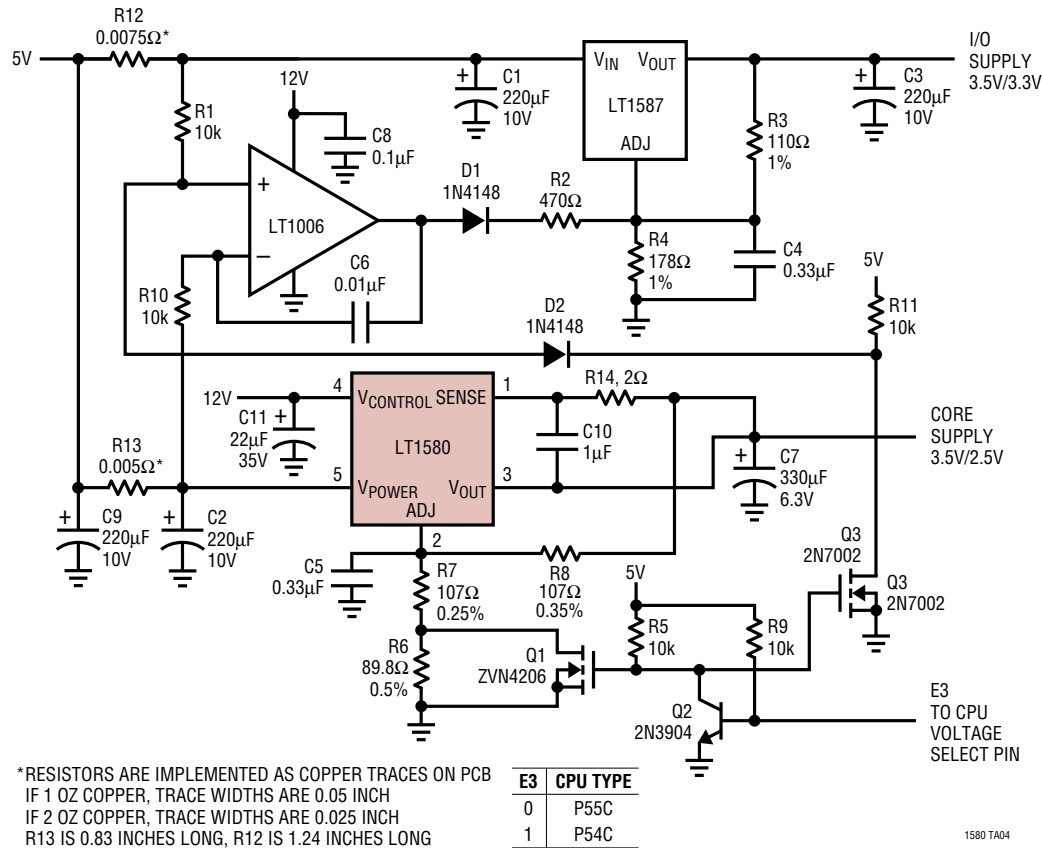 R12
0.0075Ω*
5V
R1
10k
12V
C8
0.1µF
+
C1
220µF
10V
V_IN V_OUT
LT1587
ADJ
+
C3
220µF
10V
I/O
SUPPLY
3.5V/3.3V
R3
110Ω
1%
+
LT1006
–
D1
1N4148
R2
470Ω
R4
178Ω
1%
C4
0.33µF
C6
0.01µF
R10
10k
5V
R11
10k
D2
1N4148
12V
C11
+
22µF
35V
4
V_CONTROL SENSE
1
LT1580
5
V_POWER V_OUT
3
ADJ
2
R14, 2Ω
C10
1µF
CORE
SUPPLY
3.5V/2.5V
+
C7
330µF
6.3V
R13
0.005Ω*
+
C9
220µF
10V
+
C2
220µF
10V
C5
0.33µF
R7
107Ω
0.25%
R8
107Ω
0.35%
R6
89.8Ω
0.5%
Q1
ZVN4206
5V
R5
10k
R9
10k
Q3
2N7002
Q3
2N7002
Q2
2N3904
E3
TO CPU
VOLTAGE
SELECT PIN
*RESISTORS ARE IMPLEMENTED AS COPPER TRACES ON PCB
IF 1 OZ COPPER, TRACE WIDTHS ARE 0.05 INCH
IF 2 OZ COPPER, TRACE WIDTHS ARE 0.025 INCH
R13 IS 0.83 INCHES LONG, R12 IS 1.24 INCHES LONG
E3 CPU TYPE
0 P55C
1 P54C
1580 TA04